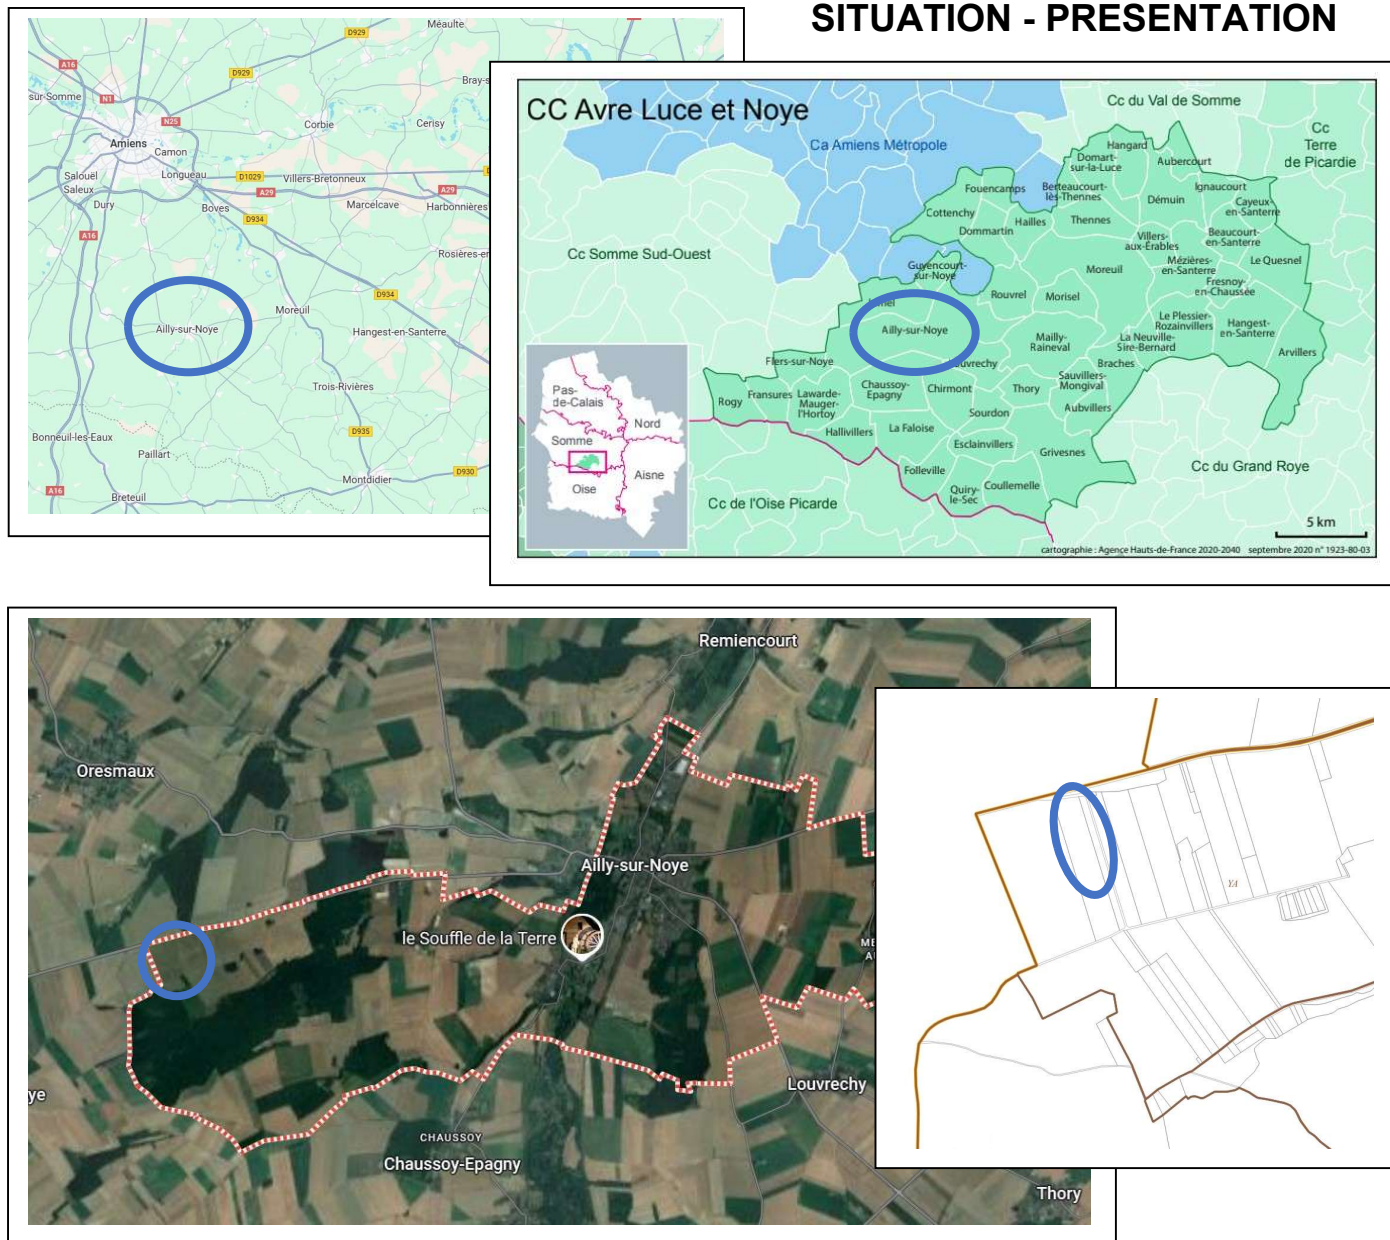 SITUATION - PRESENTATION
Méaulte
D929
A16
D929
Bray-s
sur-Somme
N1
N25
Corbie
Cerisy
Amiens
Camon
Salouël
Longueau
D1029
Villers-Bretonneux
Saleux
A29
A29
Dury
Boves
Marcelcave
Harbonnières
D934
A16
Rosières-en
D934
Moreuil
Ailly-sur-Noye
Hangest-en-Santerre
Trois-Rivières
D935
Bonneuil-les-Eaux
Paillart
D930
Montdidier
A16
Breteuil
CC Avre Luce et Noye
Cc du Val de Somme
Ca Amiens Métropole
Cc
Terre
de Picardie
Hangard
Domart-
sur-la-Luce
Aubercourt
Fouencamps
Berteaucourt-
lès-Thennes
Ignaucourt
Démuin
Cayeux-
en-Santerre
Cottenchy
Hailles
Thennes
Dommartin
Villers-
aux-Érables
Beaucourt-
en-Santerre
Cc Somme Sud-Ouest
Guyencourt-
sur-Noye
Moreuil
Mézières-
en-Santerre
Le Quesnel
Fresnoy-
en-Chaussée
Rouvrel
Morisel
Ailly-sur-Noye
Le Plessier-
Rozainvillers
Hangest-
en-Santerre
Mailly-
Raineval
La Neuville-
Sire-Bernard
Arvillers
Flers-sur-Noye
ouvrechy
Braches
Sauvillers-
Mongival
Rogy
Fransures
Lawarde-
Mauger-
l'Hortoy
Chaussoy-
Epagny
Chirmont
Thory
Aubvillers
Sourdon
Hallivillers
La Faloise
Esclainvillers
Grivesnes
Folleville
Quiry-
le-Sec
Coullemelle
Cc du Grand Roye
Cc de l'Oise Picarde
Pas-
de-Calais
Nord
Somme
Aisne
Oise
5 km
cartographie : Agence Hauts-de-France 2020-2040 septembre 2020 n° 1923-80-03
Remiencourt
Oresmaux
Ailly-sur-Noye
le Souffle de la Terre
ME
A
ye
Louvrechy
CHAUSSOY
Chaussoy-Epagny
Thory
YA